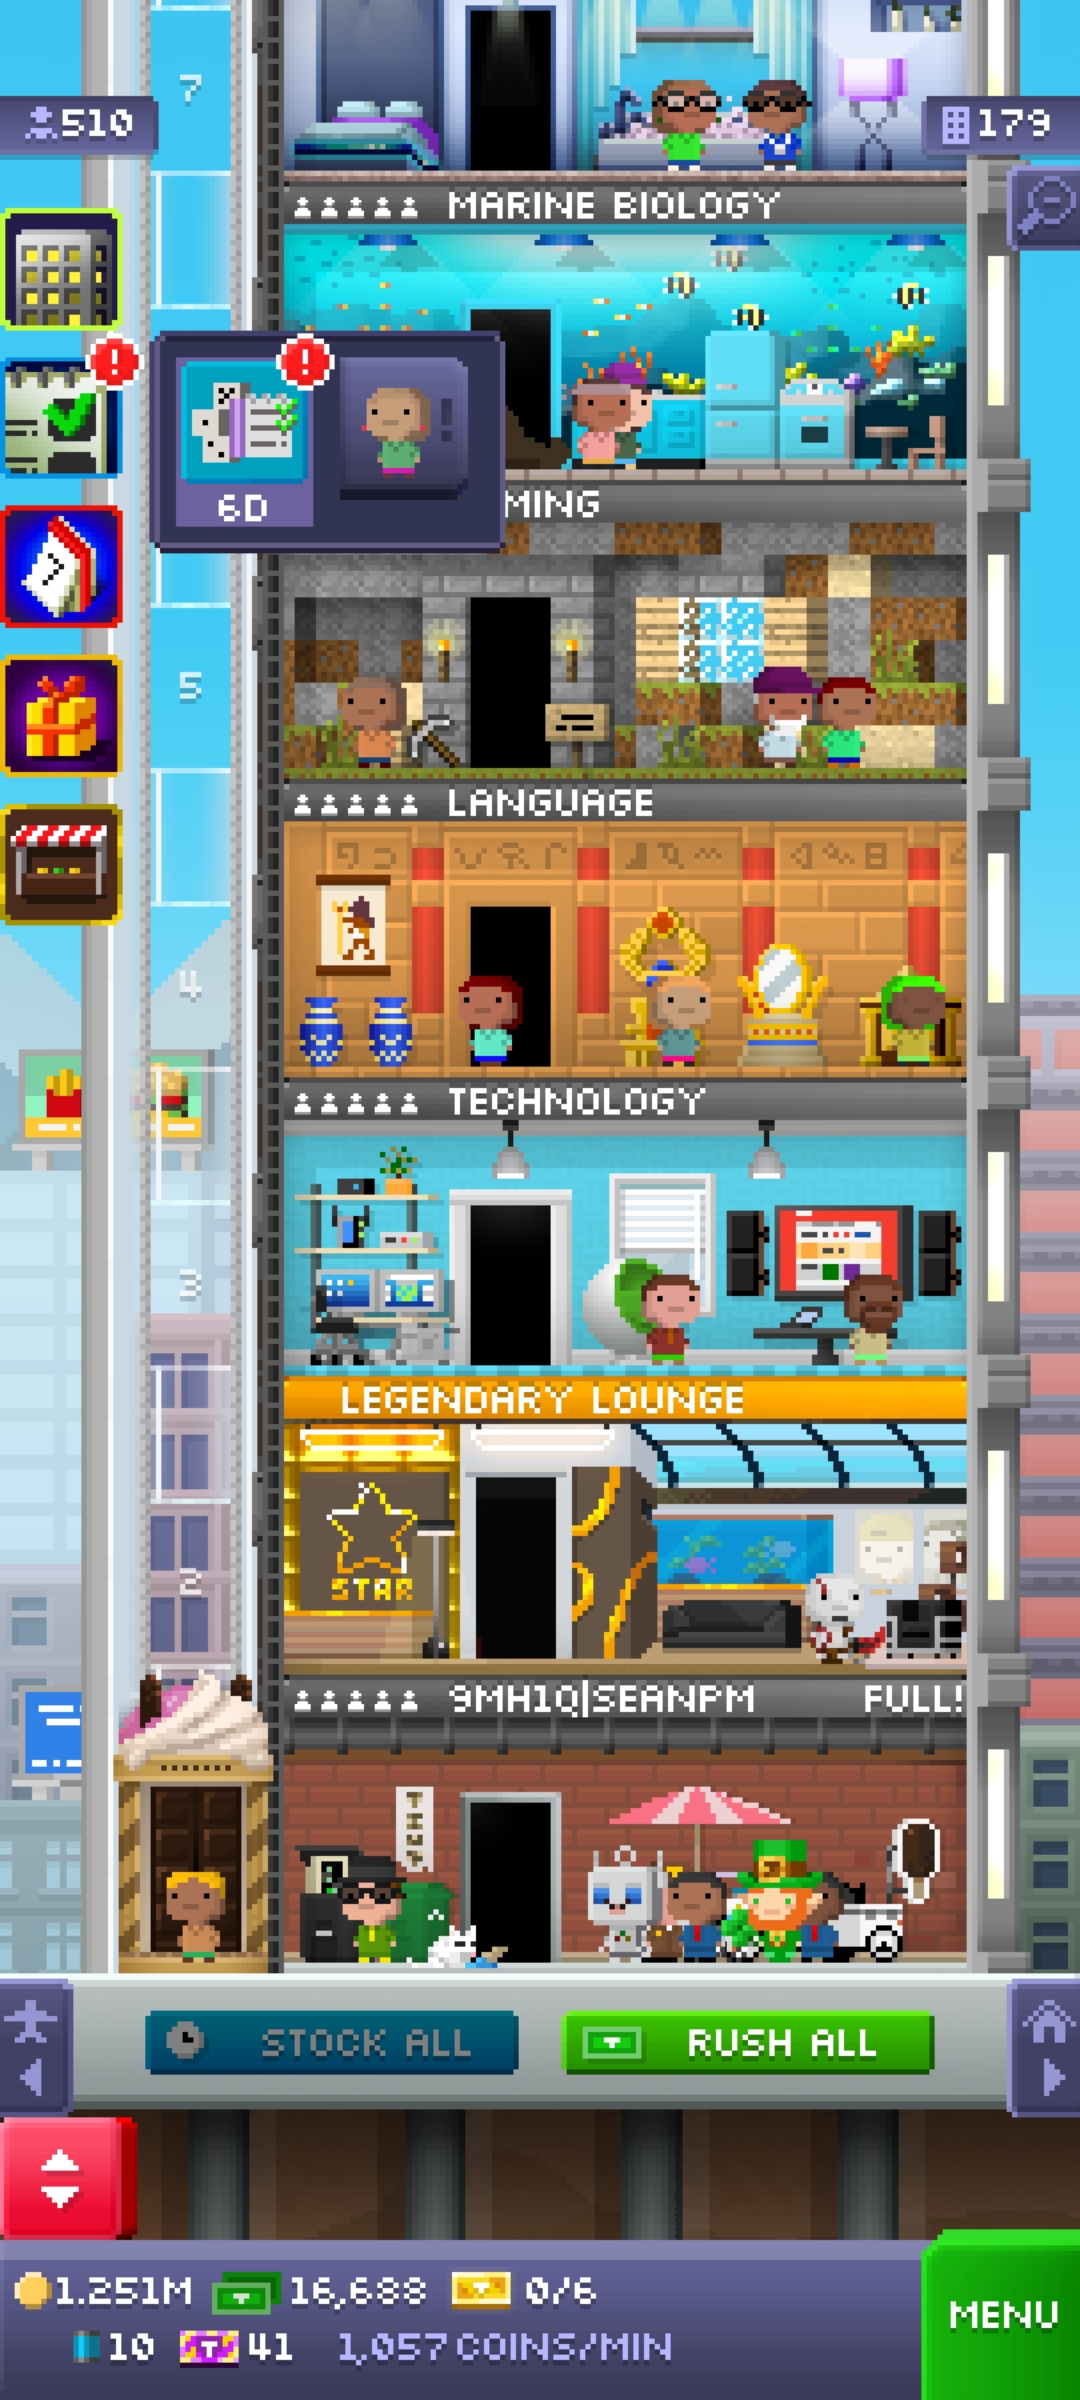 7
510
179
MARINE BIOLOGY
6D
MING
7
5
LANGUAGE
4
TECHNOLOGY
3
LEGENDARY LOUNGE
STAR
2
9MH1Q|SEANPM FULL!
STOCK ALL
RUSH ALL
1.251M 16,688 0/6
10 41 1,057 COINS/MIN
MENU